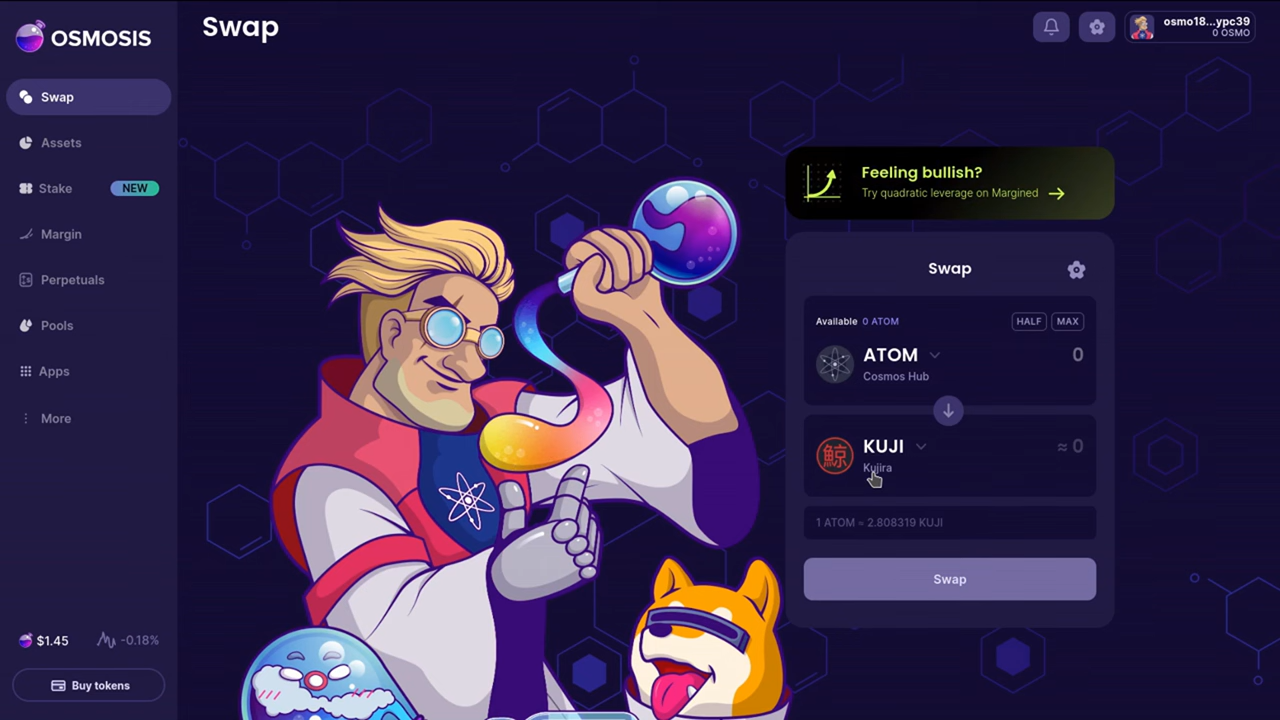 OSMOSIS
Swap
Assets
Stake
NEW
Margin
Perpetuals
Pools
Apps
More
$1.45
-0.18%
Buy tokens
Swap
osmo18...ypc39
0 OSMO
Feeling bullish?
Try quadratic leverage on Margined
Swap
Available 0 ATOM
HALF
MAX
ATOM
0
Cosmos Hub
鯨
KUJI
≈ 0
Kujira
1 ATOM ≈ 2.808319 KUJI
Swap